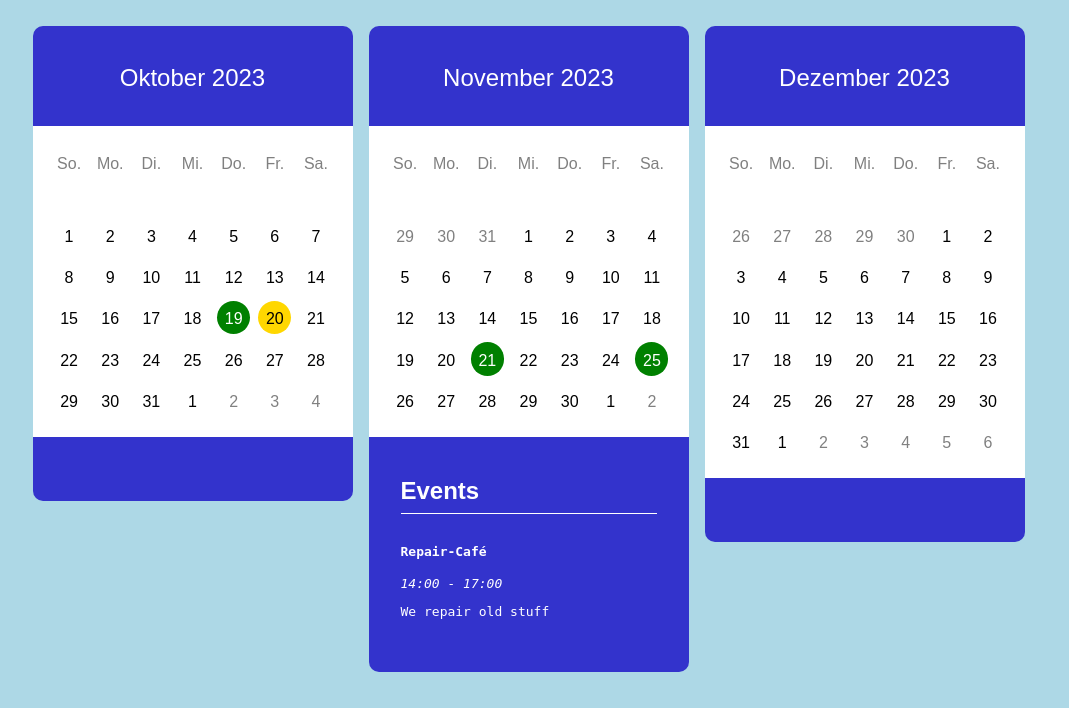 Oktober 2023
So. Mo. Di. Mi. Do. Fr. Sa.
1 2 3 4 5 6 7
8 9 10 11 12 13 14
15 16 17 18 19 20 21
22 23 24 25 26 27 28
29 30 31 1 2 3 4
November 2023
So. Mo. Di. Mi. Do. Fr. Sa.
29 30 31 1 2 3 4
5 6 7 8 9 10 11
12 13 14 15 16 17 18
19 20 21 22 23 24 25
26 27 28 29 30 1 2
Events
Repair-Café
14:00 - 17:00
We repair old stuff
Dezember 2023
So. Mo. Di. Mi. Do. Fr. Sa.
26 27 28 29 30 1 2
3 4 5 6 7 8 9
10 11 12 13 14 15 16
17 18 19 20 21 22 23
24 25 26 27 28 29 30
31 1 2 3 4 5 6